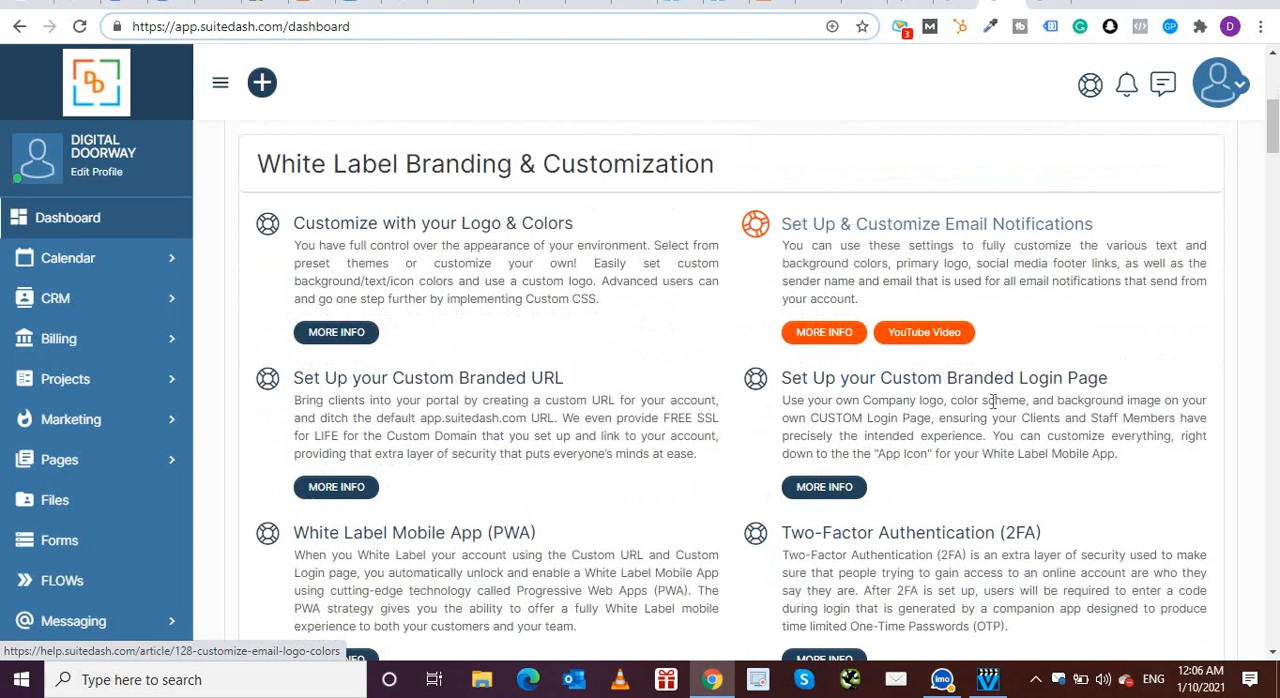 https://app.suitedash.com/dashboard
3
M
GP
D
DD
DIGITAL
DOORWAY
Edit Profile
Dashboard
Calendar
CRM
Billing
Projects
Marketing
Pages
Files
Forms
FLOWs
Messaging
White Label Branding & Customization
Customize with your Logo & Colors
You have full control over the appearance of your environment. Select from
preset themes or customize your own! Easily set custom
background/text/icon colors and use a custom logo. Advanced users can
and go one step further by implementing Custom CSS.
MORE INFO
Set Up & Customize Email Notifications
You can use these settings to fully customize the various text and
background colors, primary logo, social media footer links, as well as the
sender name and email that is used for all email notifications that send from
your account.
MORE INFO
YouTube Video
Set Up your Custom Branded URL
Bring clients into your portal by creating a custom URL for your account,
and ditch the default app.suitedash.com URL. We even provide FREE SSL
for LIFE for the Custom Domain that you set up and link to your account,
providing that extra layer of security that puts everyone's minds at ease.
MORE INFO
Set Up your Custom Branded Login Page
Use your own Company logo, color scheme, and background image on your
own CUSTOM Login Page, ensuring your Clients and Staff Members have
precisely the intended experience. You can customize everything, right
down to the the "App Icon" for your White Label Mobile App.
MORE INFO
White Label Mobile App (PWA)
When you White Label your account using the Custom URL and Custom
Login page, you automatically unlock and enable a White Label Mobile App
using cutting-edge technology called Progressive Web Apps (PWA). The
PWA strategy gives you the ability to offer a fully White Label mobile
experience to both your customers and your team.
Two-Factor Authentication (2FA)
Two-Factor Authentication (2FA) is an extra layer of security used to make
sure that people trying to gain access to an online account are who they
say they are. After 2FA is set up, users will be required to enter a code
during login that is generated by a companion app designed to produce
time limited One-Time Passwords (OTP).
MORE INFO
https://help.suitedash.com/article/128-customize-email-logo-colors
Type here to search
imo
ENG
12:06 AM
1/10/2021